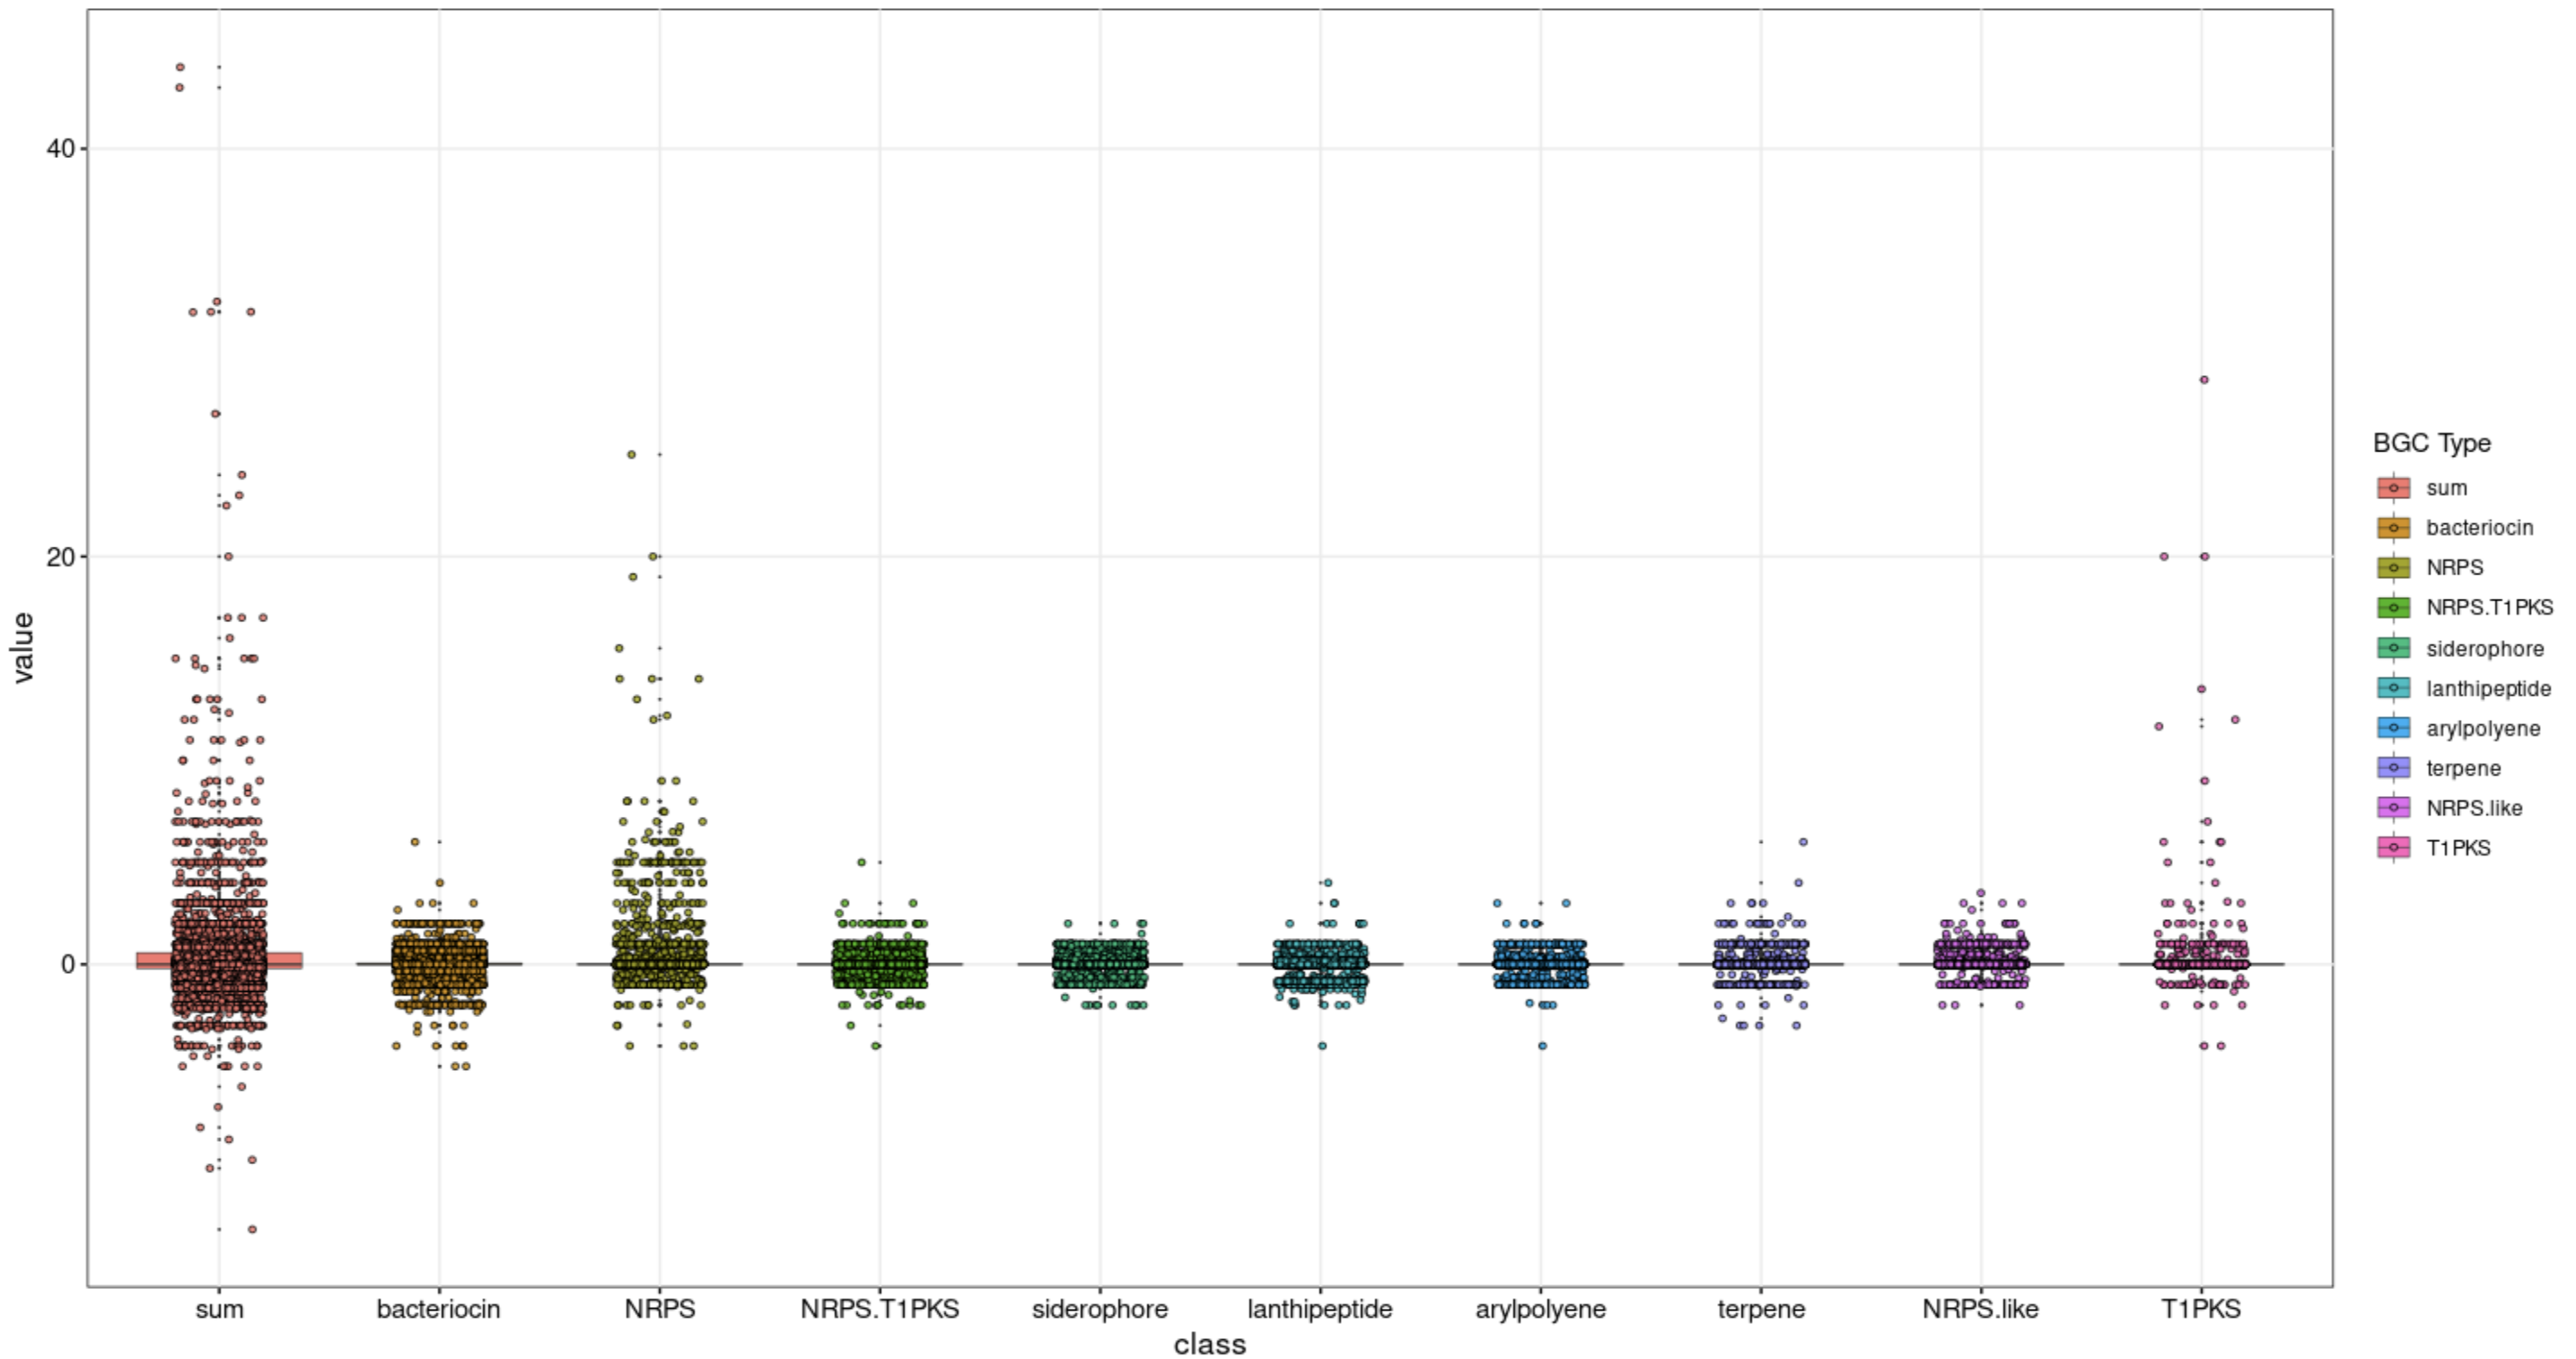 40
20
0
value
sum
bacteriocin
NRPS
NRPS.T1PKS
siderophore
lanthipeptide
arylpolyene
terpene
NRPS.like
T1PKS
class
BGC Type
sum
bacteriocin
NRPS
NRPS.T1PKS
siderophore
lanthipeptide
arylpolyene
terpene
NRPS.like
T1PKS